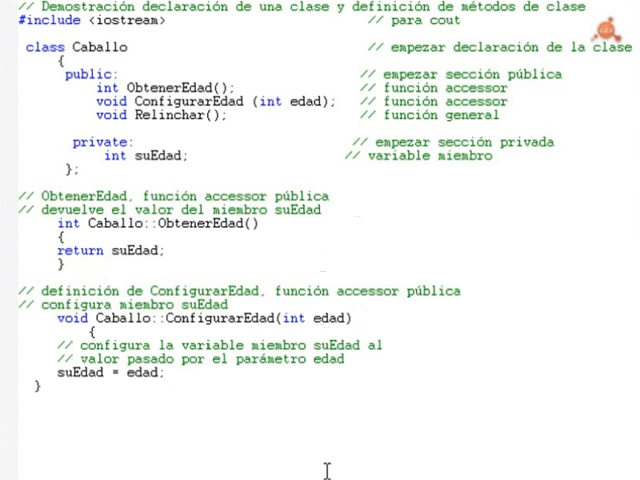 // Demostración declaración de una clase y definición de métodos de clase
#include <iostream> // para cout
class Caballo // empezar declaración de la clase
{
public: // empezar sección pública
int ObtenerEdad(); // función accessor
void ConfigurarEdad (int edad); // función accessor
void Relinchar(); // función general
private: // empezar sección privada
int suEdad; // variable miembro
};
// ObtenerEdad, función accessor pública
// devuelve el valor del miembro suEdad
int Caballo::ObtenerEdad()
{
return suEdad;
}
// definición de ConfigurarEdad, función accessor pública
// configura miembro suEdad
void Caballo::ConfigurarEdad(int edad)
{
// configura la variable miembro suEdad al
// valor pasado por el parámetro edad
suEdad = edad;
}